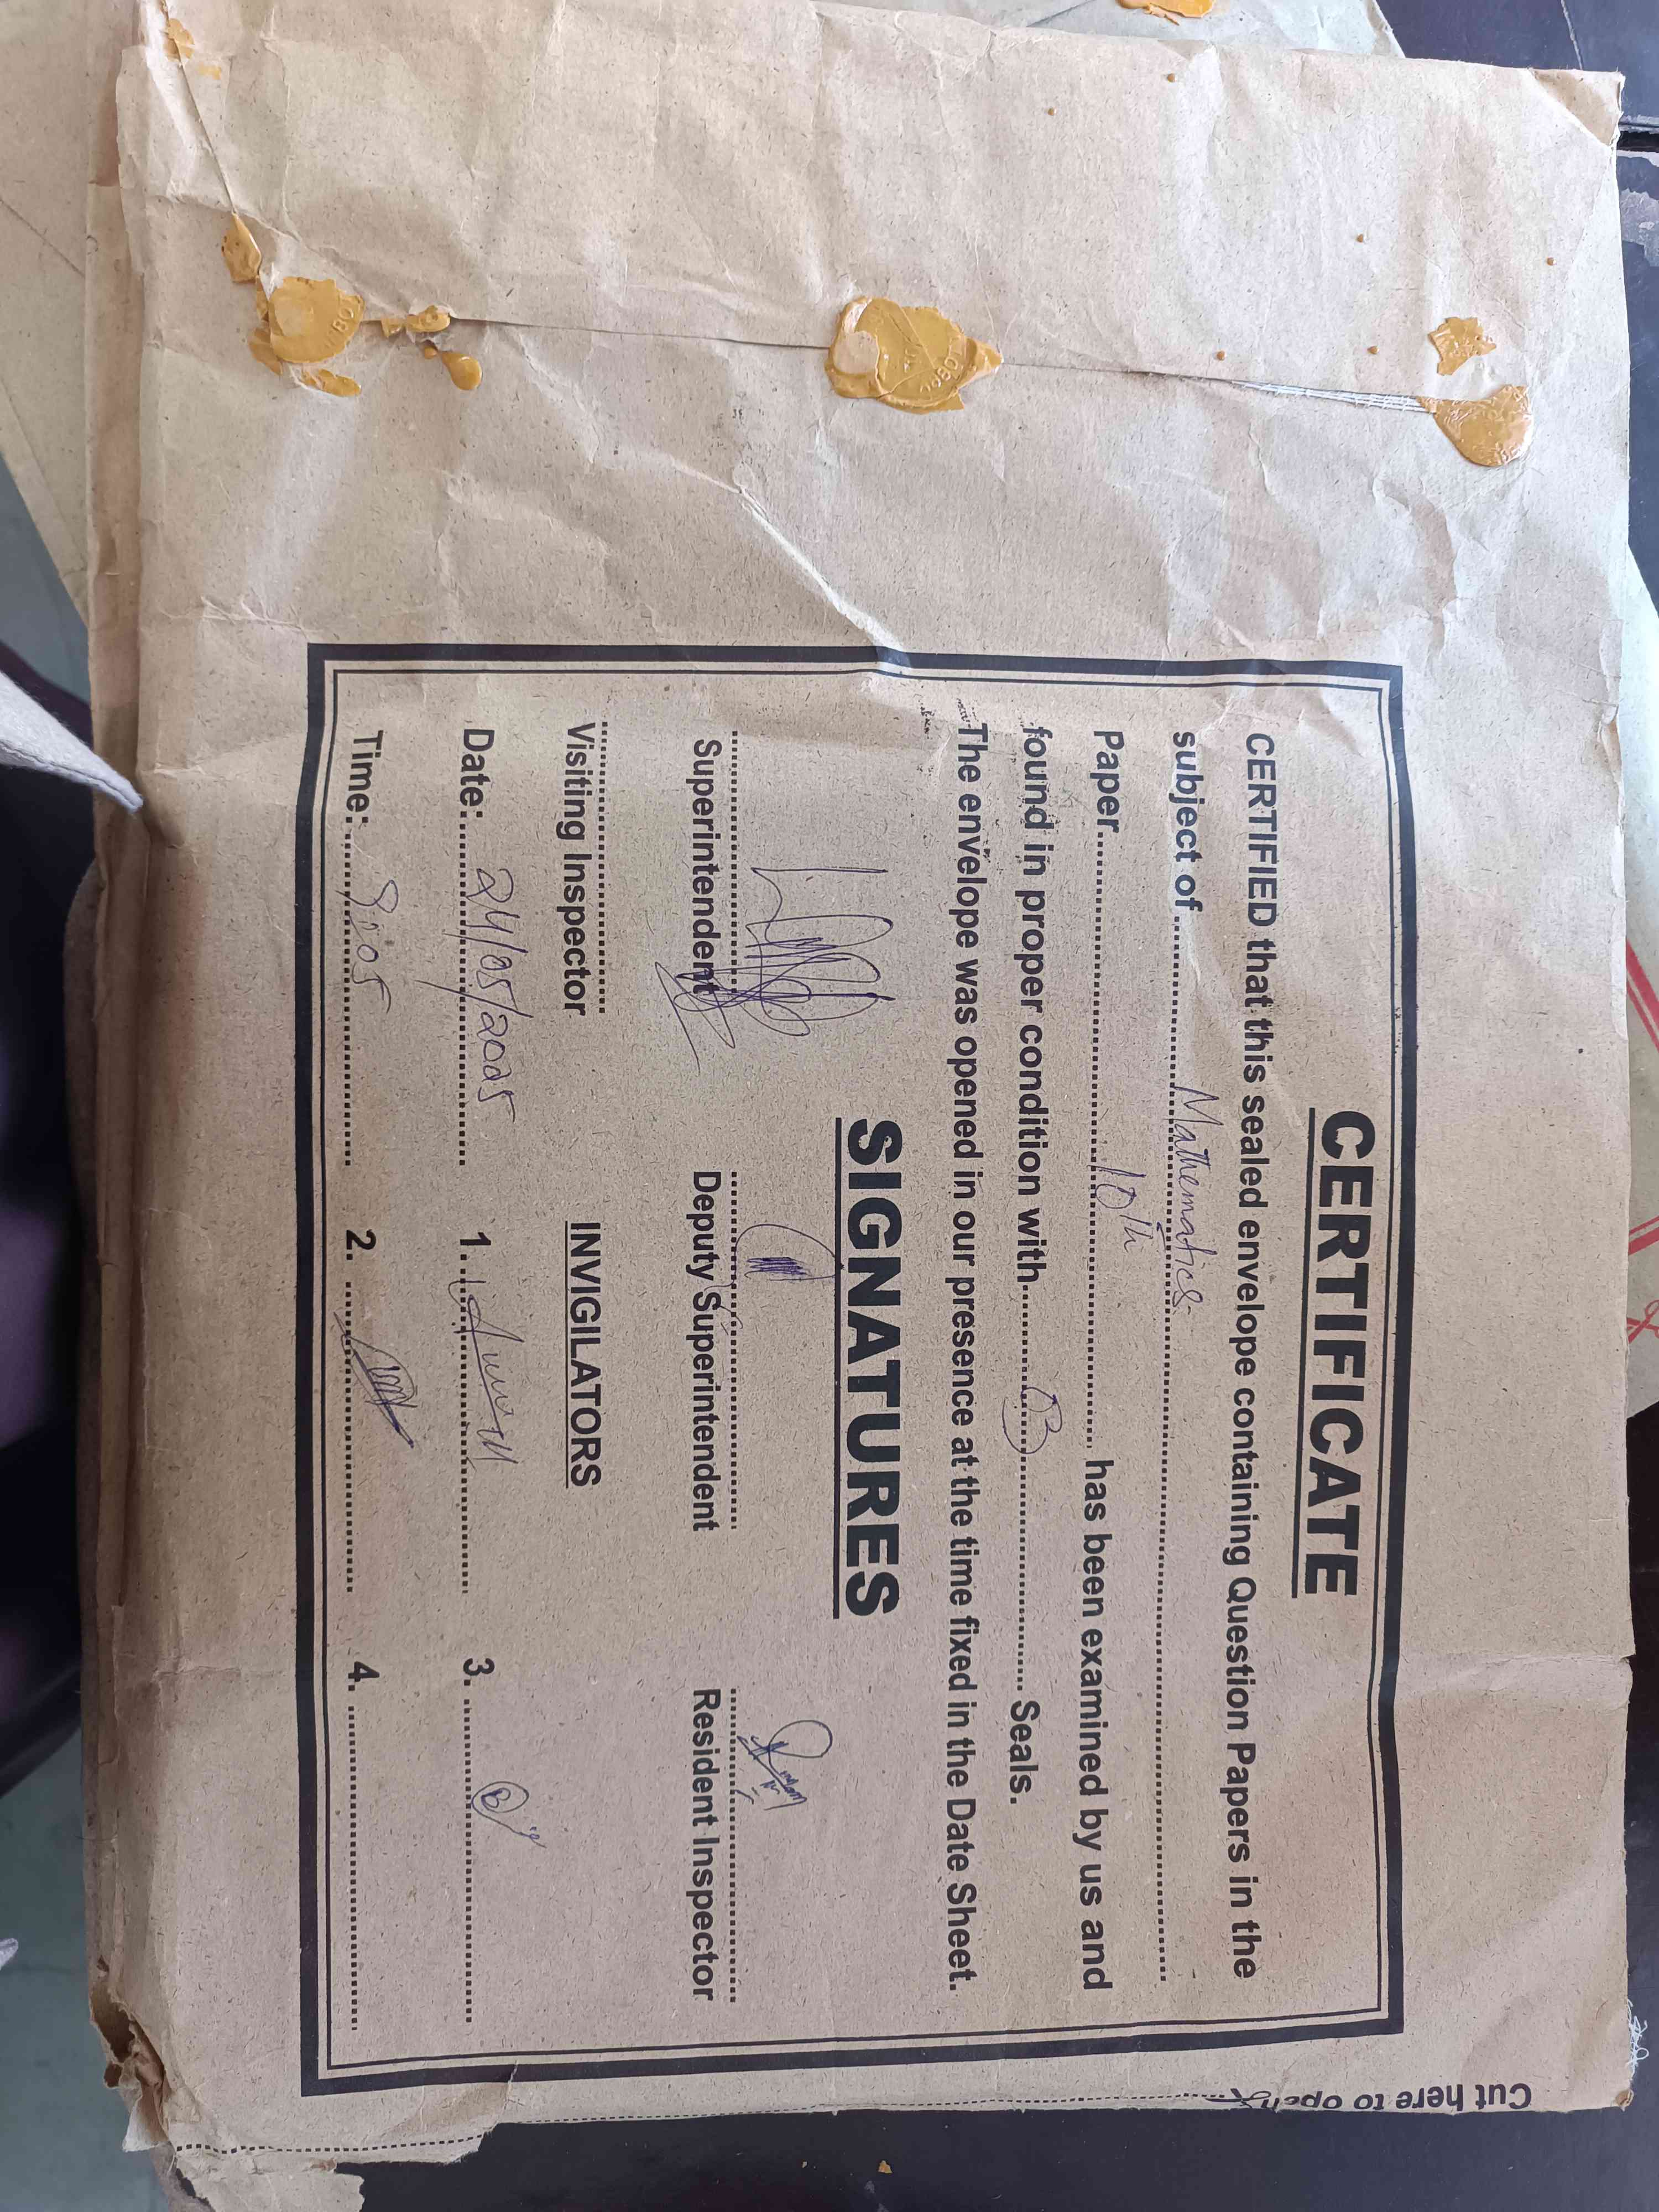 CERTIFICATE
CERTIFIED that this sealed envelope containing Question Papers in the
subject of Mathematics
Paper 10th has been examined by us and
found in proper condition with 03 Seals.
The envelope was opened in our presence at the time fixed in the Date Sheet.
SIGNATURES
Superintendent Deputy Superintendent Resident Inspector
Visiting Inspector INVIGILATORS
Date: 24/05/2025 1. 3.
Time: 9:05 2. 4.
Cut here to open